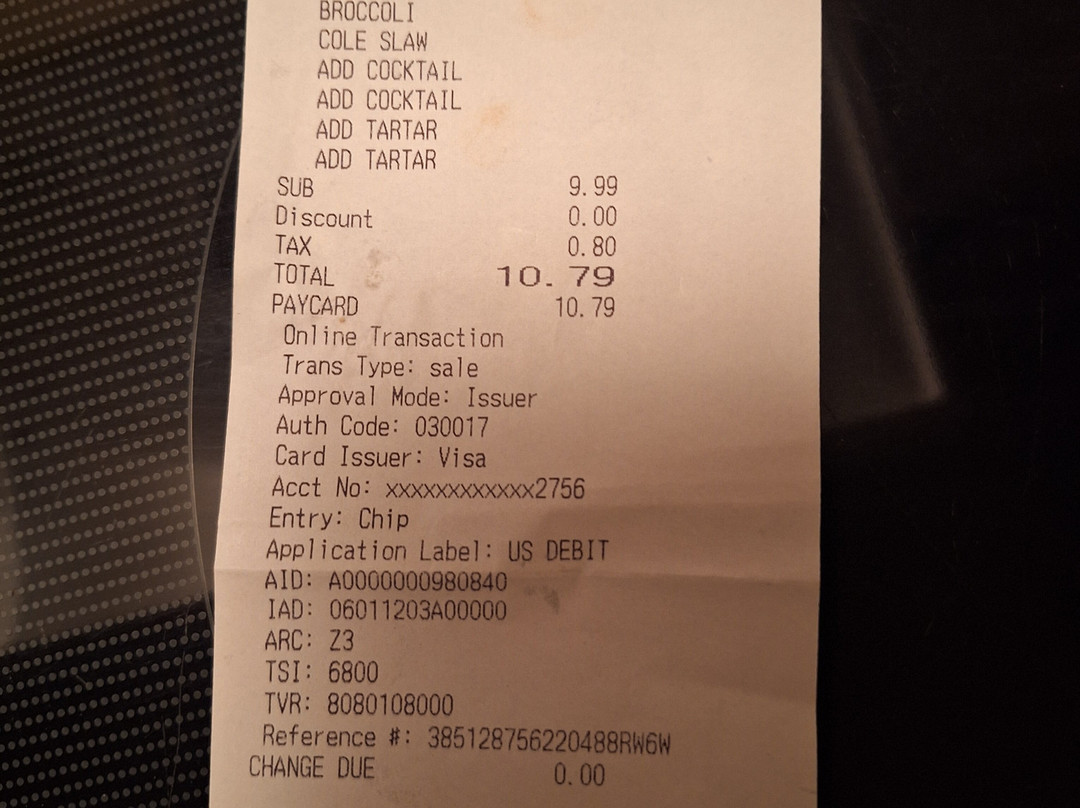 BROCCOLI
COLE SLAW
ADD COCKTAIL
ADD COCKTAIL
ADD TARTAR
ADD TARTAR
SUB 9.99
Discount 0.00
TAX 0.80
TOTAL 10.79
PAYCARD 10.79
Online Transaction
Trans Type: sale
Approval Mode: Issuer
Auth Code: 030017
Card Issuer: Visa
Acct No: xxxxxxxxxxxx2756
Entry: Chip
Application Label: US DEBIT
AID: A0000000980840
IAD: 06011203A00000
ARC: Z3
TSI: 6800
TVR: 8080108000
Reference #: 385128756220488RW6W
CHANGE DUE 0.00